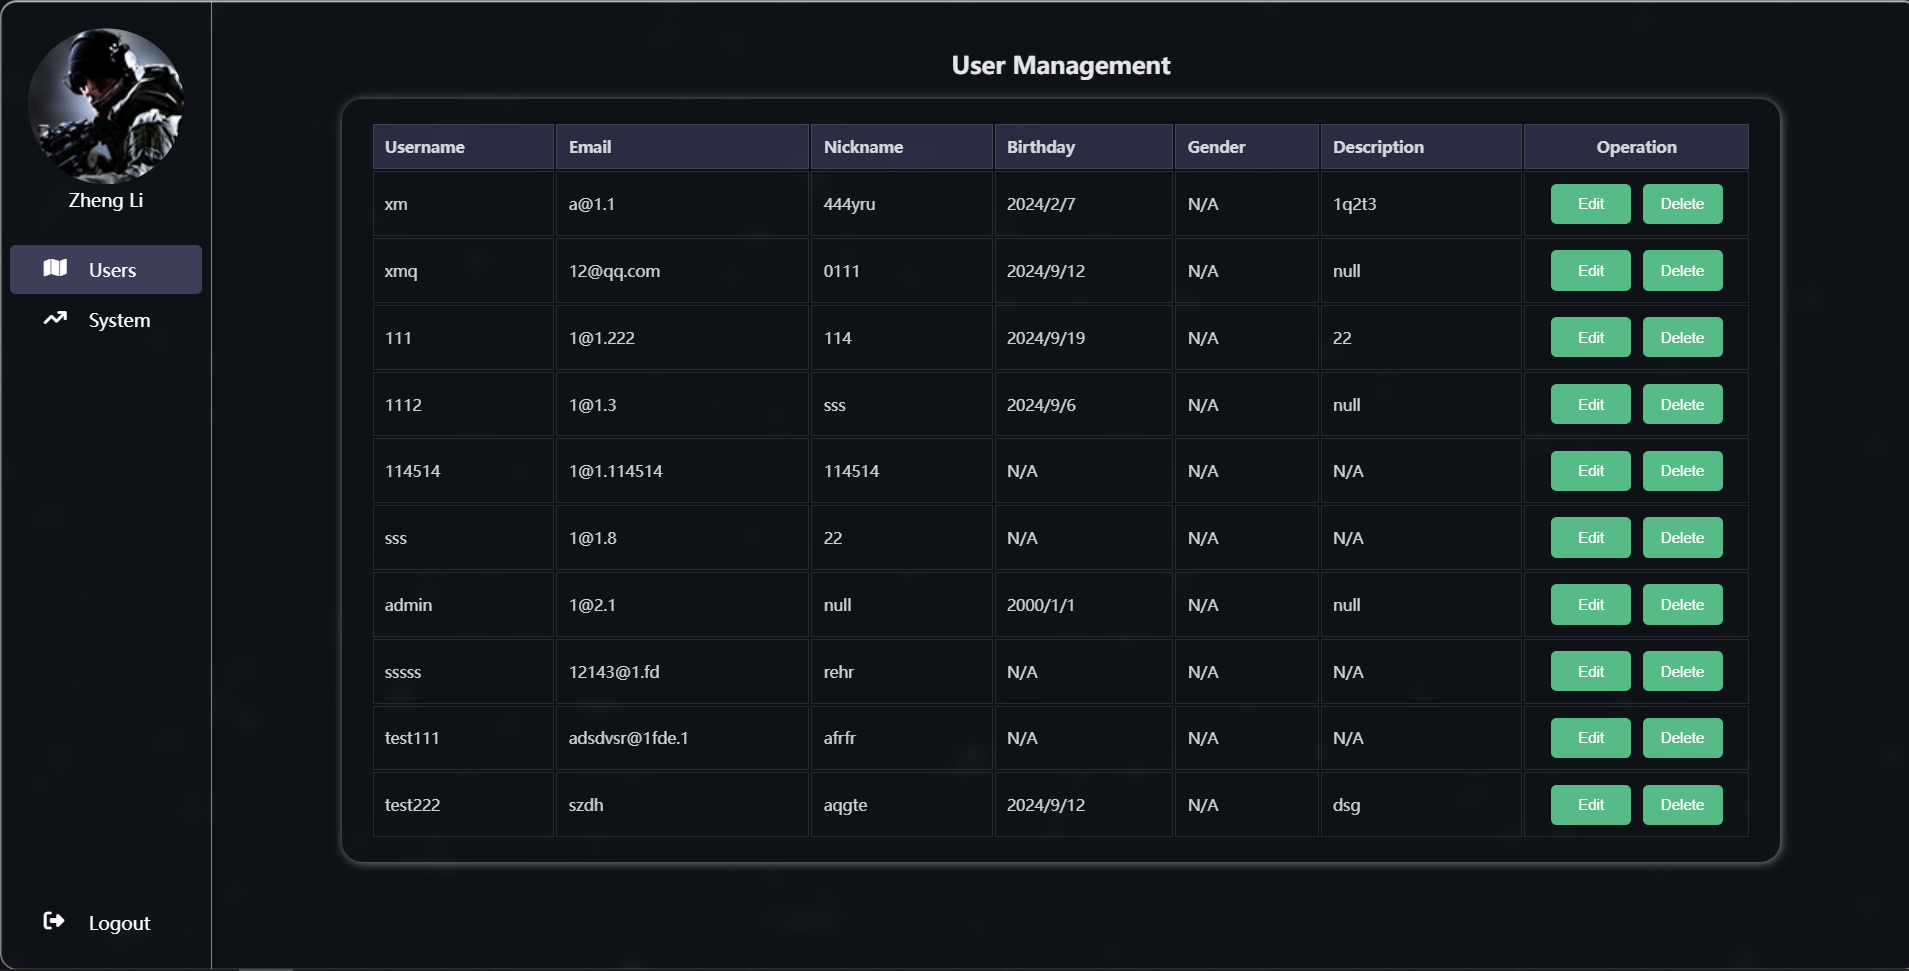 Zheng Li
Users
System
Logout
User Management
Username Email Nickname Birthday Gender Description Operation
xm a@1.1 444yru 2024/2/7 N/A 1q2t3 Edit Delete
xmq 12@qq.com 0111 2024/9/12 N/A null Edit Delete
111 1@1.222 114 2024/9/19 N/A 22 Edit Delete
1112 1@1.3 sss 2024/9/6 N/A null Edit Delete
114514 1@1.114514 114514 N/A N/A N/A Edit Delete
sss 1@1.8 22 N/A N/A N/A Edit Delete
admin 1@2.1 null 2000/1/1 N/A null Edit Delete
sssss 12143@1.fd rehr N/A N/A N/A Edit Delete
test111 adsdvsr@1fde.1 afrfr N/A N/A N/A Edit Delete
test222 szdh aqgte 2024/9/12 N/A dsg Edit Delete